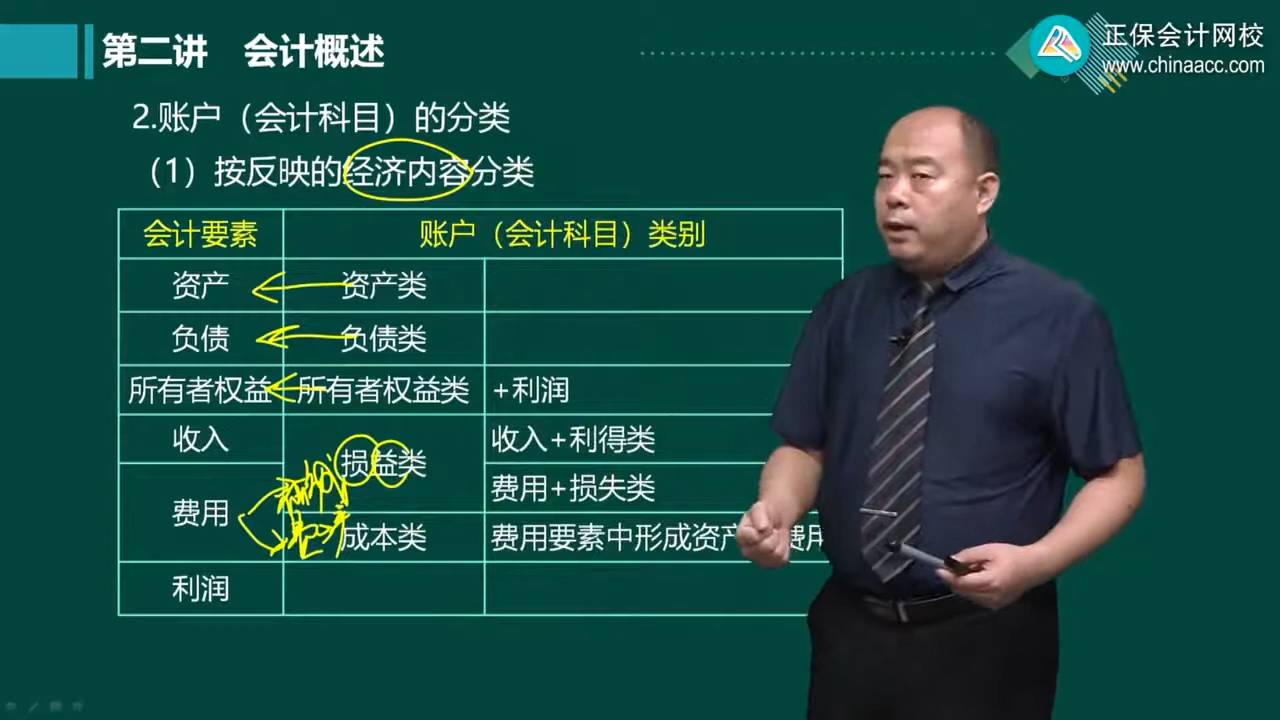 第二讲 会计概述
正保会计网校
www.chinaacc.com
2.账户（会计科目）的分类
（1）按反映的经济内容分类
会计要素 账户（会计科目）类别
资产 资产类
负债 负债类
所有者权益 所有者权益类 +利润
收入 损益类 收入+利得类
费用 费用+损失类
成本类 费用要素中形成资产 费用
利润